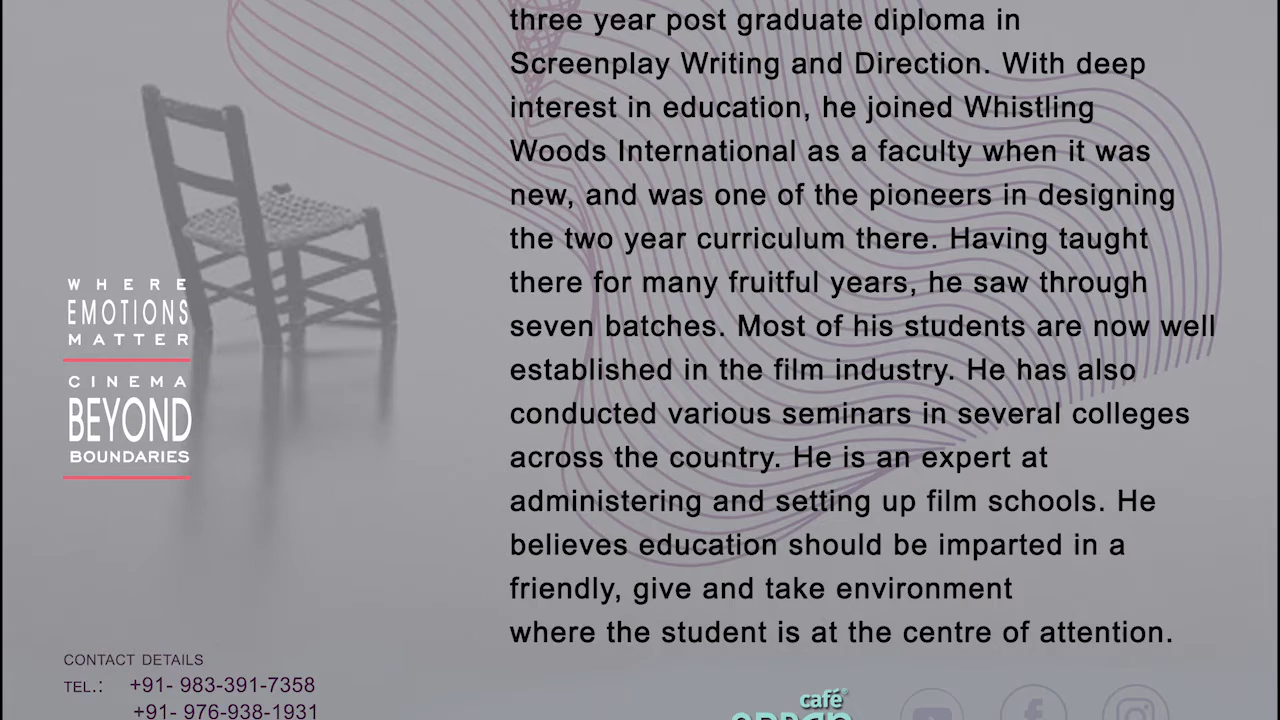 three year post graduate diploma in
Screenplay Writing and Direction. With deep
interest in education, he joined Whistling
Woods International as a faculty when it was
new, and was one of the pioneers in designing
the two year curriculum there. Having taught
there for many fruitful years, he saw through
seven batches. Most of his students are now well
established in the film industry. He has also
conducted various seminars in several colleges
across the country. He is an expert at
administering and setting up film schools. He
believes education should be imparted in a
friendly, give and take environment
where the student is at the centre of attention.
WHERE
EMOTIONS
MATTER
CINEMA
BEYOND
BOUNDARIES
CONTACT DETAILS
TEL.: +91- 983-391-7358
+91- 976-938-1931
café